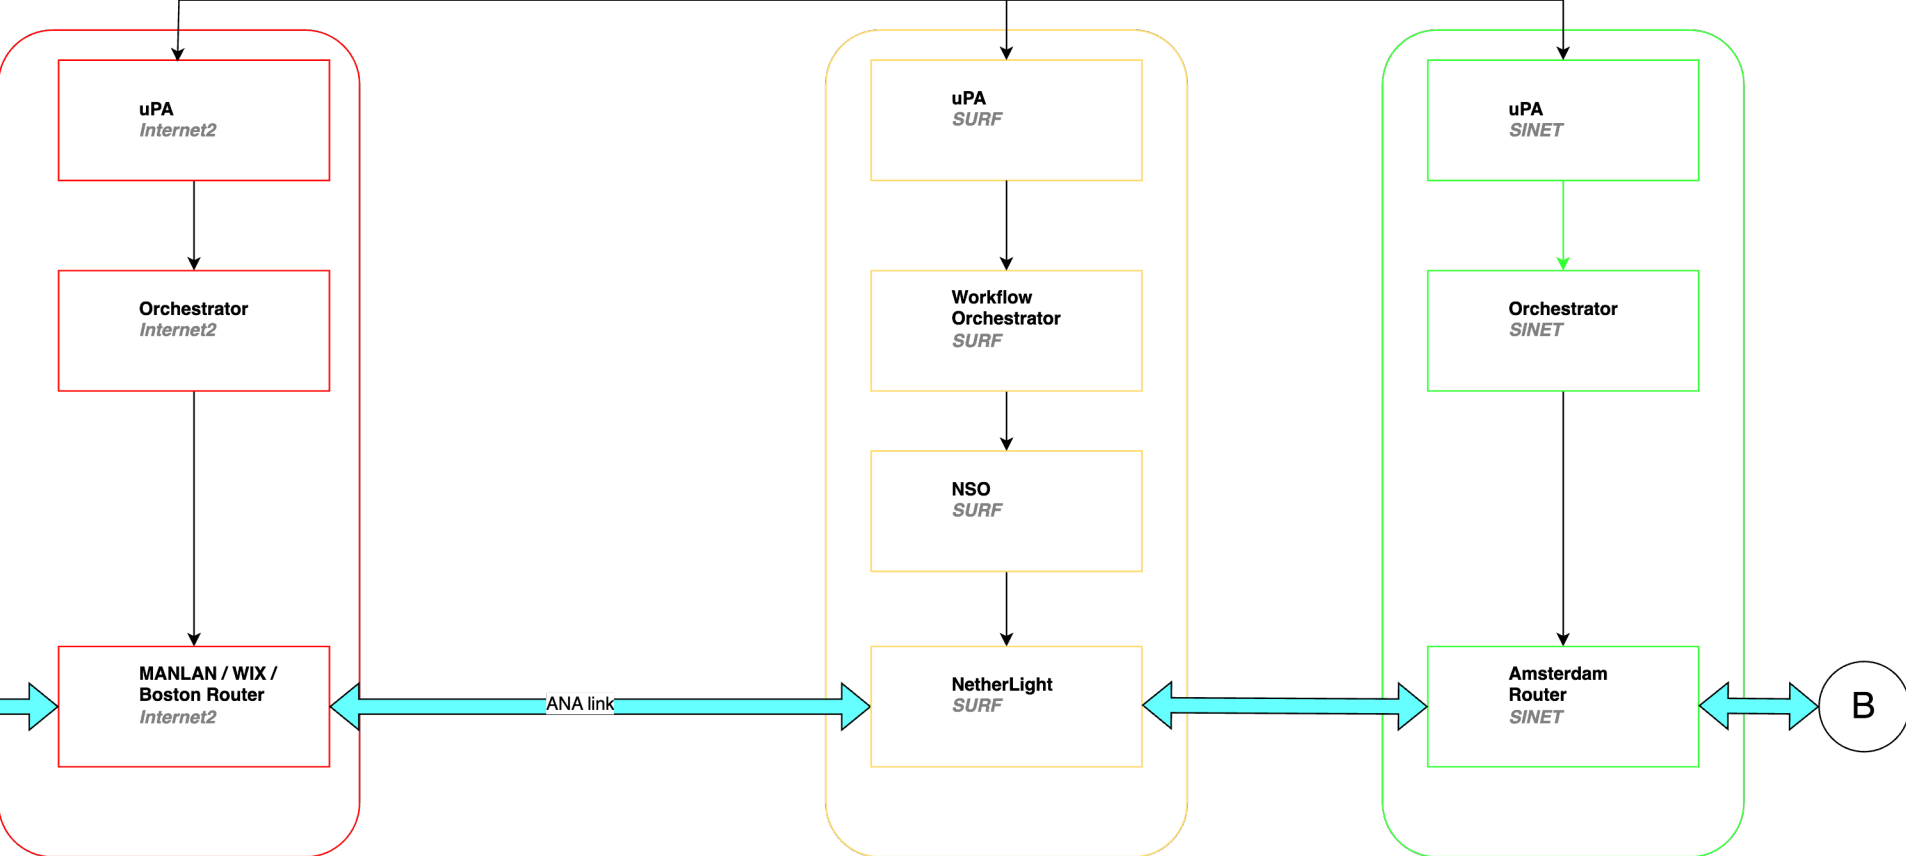 uPA
Internet2
uPA
SURF
uPA
SINET
Orchestrator
Internet2
Workflow
Orchestrator
SURF
Orchestrator
SINET
NSO
SURF
MANLAN / WIX /
Boston Router
Internet2
ANA link
NetherLight
SURF
Amsterdam
Router
SINET
B